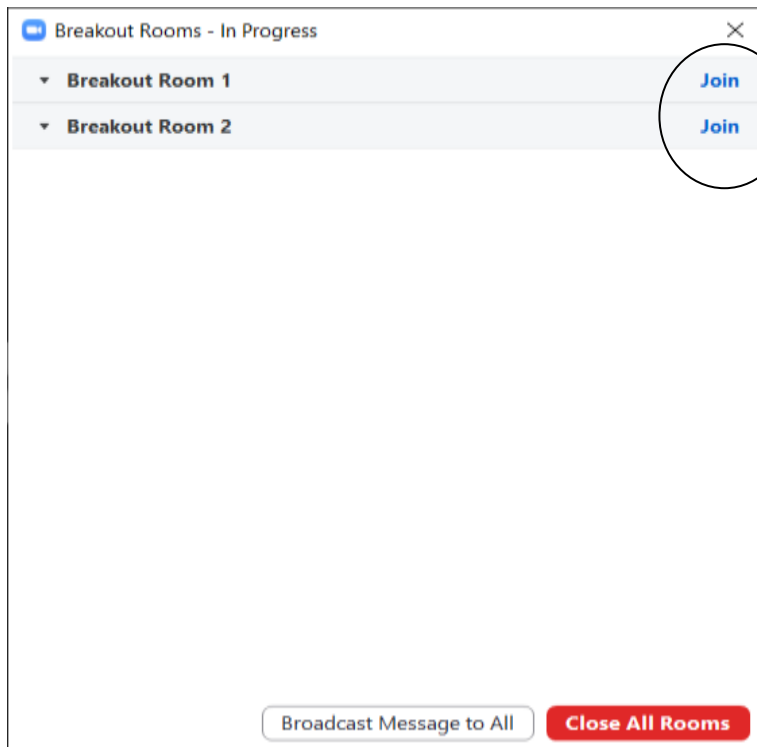 Breakout Rooms - In Progress
Breakout Room 1 Join
Breakout Room 2 Join
Broadcast Message to All Close All Rooms